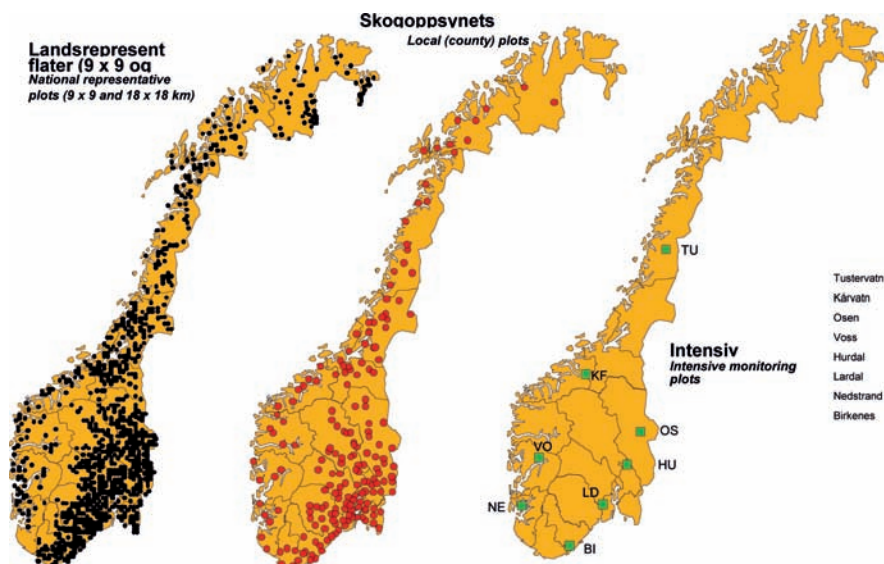 Landsrepresent
flater (9 x 9 og
National representative
plots (9 x 9 and 18 x 18 km)
Skogoppsynets
Local (county) plots
Intensiv
Intensive monitoring
plots
TU
KF
OS
VO
HU
LD
NE
BI
Tustervatn
Kårvatn
Osen
Voss
Hurdal
Lardal
Nedstrand
Birkenes